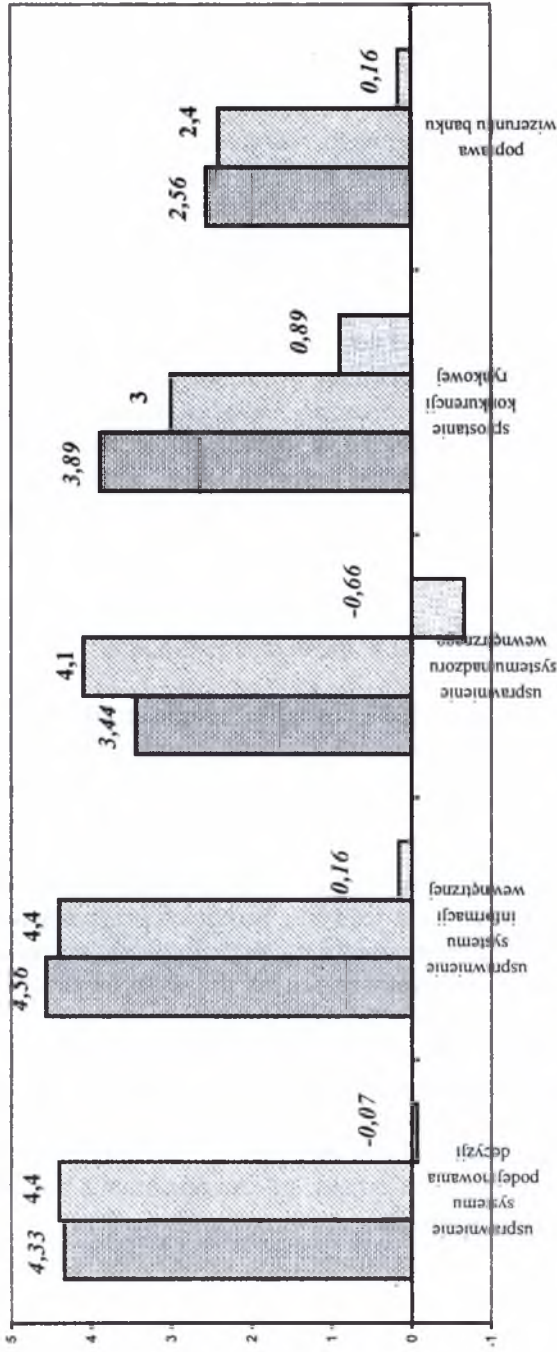 5
4
3
2
1
0
-1
4,33
4,4
-0,07
4,56
4,4
0,16
3,44
4,1
-0,66
3,89
3
0,89
2,56
2,4
0,16
usprawnienie
systemu
podejmowania
decyzji
usprawnienie
systemu
informacji
wewnętrznej
usprawnienie
systemu nadzoru
wewnętrznego
sprostanie
konkurencji
rynkowej
poprawa
wizerunku banku